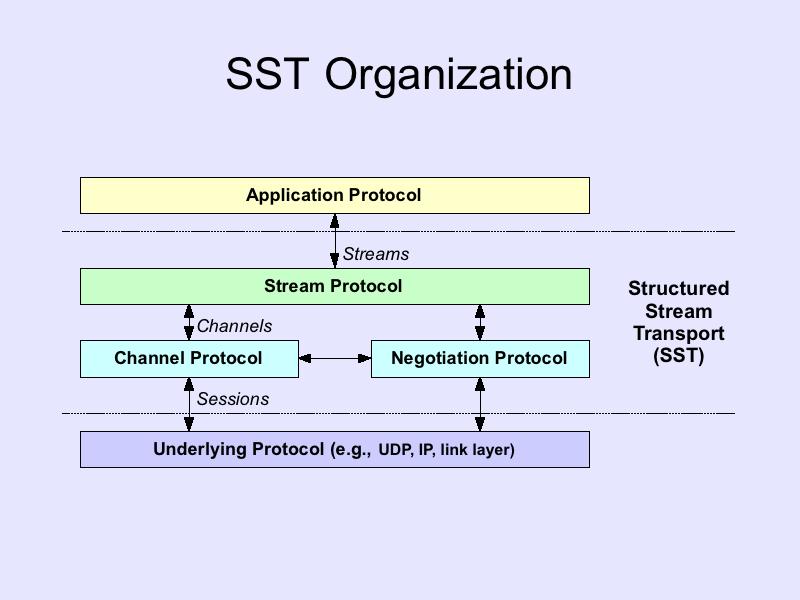 SST Organization
Application Protocol
Streams
Stream Protocol
Structured
Stream
Transport
(SST)
Channels
Channel Protocol
Negotiation Protocol
Sessions
Underlying Protocol (e.g., UDP, IP, link layer)